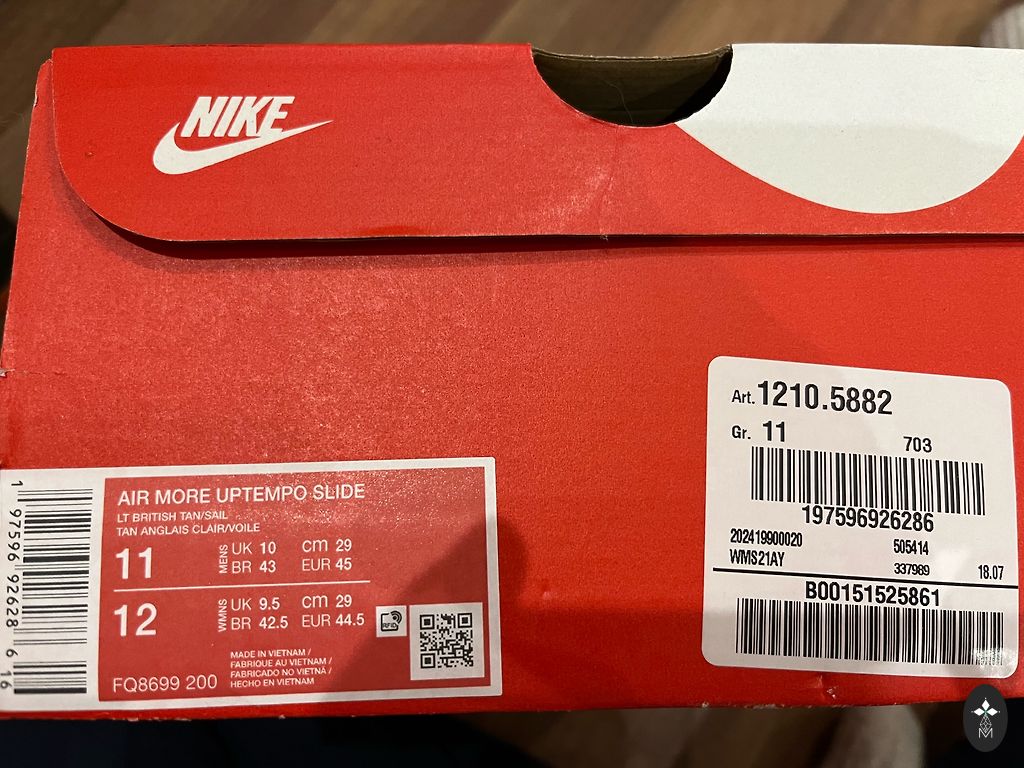 NIKE
AIR MORE UPTEMPO SLIDE
LT BRITISH TAN/SAIL
TAN ANGLAIS CLAIR/VOILE
11 MENS UK 10 CM 29
BR 43 EUR 45
12 WMNS UK 9.5 CM 29
BR 42.5 EUR 44.5
RFID
MADE IN VIETNAM /
FABRIQUE AU VIETNAM /
FABRICADO NO VIETNÃ /
HECHO EN VIETNAM
FQ8699 200
1 97596 92628 6 16
Art. 1210.5882
Gr. 11 703
197596926286
202419900020 505414
WMS21AY 337989 18.07
B00151525861
M